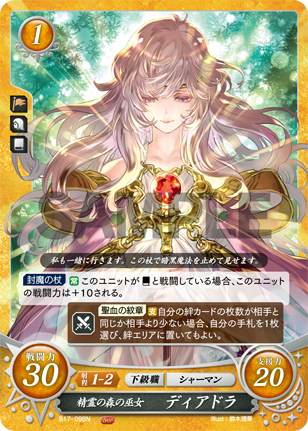 1
SAMPLE
私も一緒に行きます。この杖で暗黒魔法を止めて見せます。
封魔の杖 常 このユニットが と戦闘している場合、このユニット
の戦闘力は+10される。
聖血の紋章 支 自分の絆カードの枚数が相手と
同じか相手より少ない場合、自分の手札を1枚
選び、絆エリアに置いてもよい。
戦闘力
30
射程 1-2
下級職 シャーマン
支援力
20
精霊の森の巫女 ディアドラ
B17-098N